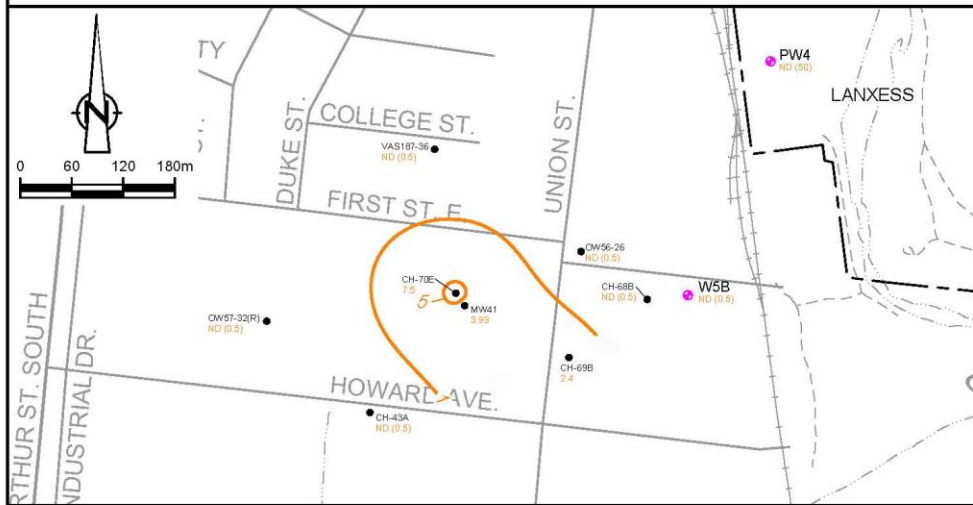 TY
PW4
ND (50)
LANXESS
N
COLLEGE ST.
VAS187-36
ND (0.5)
DUKE ST.
UNION ST.
0 60 120 180m
FIRST ST. E.
OW56-26
ND (0.5)
CH-70E
7.5
5
MW41
3.93
CH-68B
ND (0.5)
W5B
ND (0.5)
OW57-32(R)
ND (0.5)
CH-69B
2.4
HOWARD AVE.
CH-43A
ND (0.5)
RTHUR ST. SOUTH
NDUSTRIAL DR.